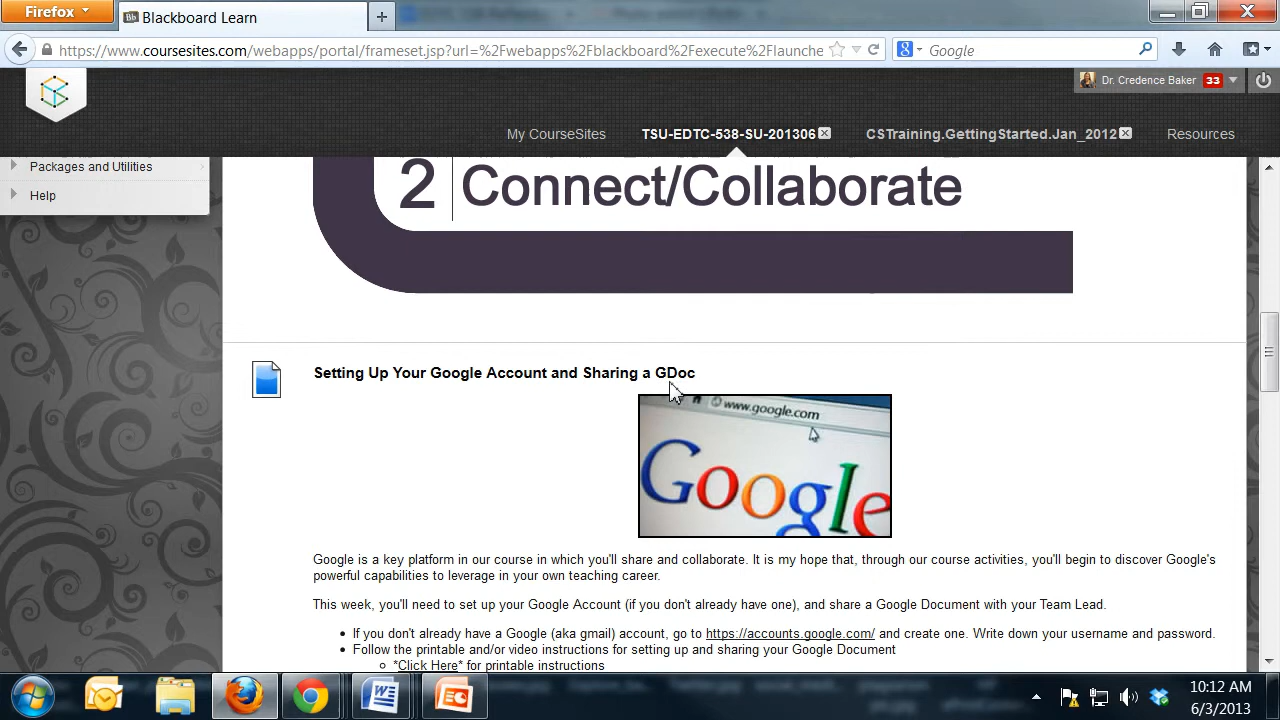 Firefox
Blackboard Learn
https://www.coursesites.com/webapps/portal/frameset.jsp?url=%2Fwebapps%2Fblackboard%2Fexecute%2Flaunche
Google
Dr. Credence Baker 33
My CourseSites TSU-EDTC-538-SU-201306 CSTraining.GettingStarted.Jan_2012 Resources
Packages and Utilities
Help
2 Connect/Collaborate
Setting Up Your Google Account and Sharing a GDoc
www.google.com
Google
Google is a key platform in our course in which you'll share and collaborate. It is my hope that, through our course activities, you'll begin to discover Google's
powerful capabilities to leverage in your own teaching career.
This week, you'll need to set up your Google Account (if you don't already have one), and share a Google Document with your Team Lead.
• If you don't already have a Google (aka gmail) account, go to https://accounts.google.com/ and create one. Write down your username and password.
• Follow the printable and/or video instructions for setting up and sharing your Google Document
*Click Here* for printable instructions
10:12 AM
6/3/2013